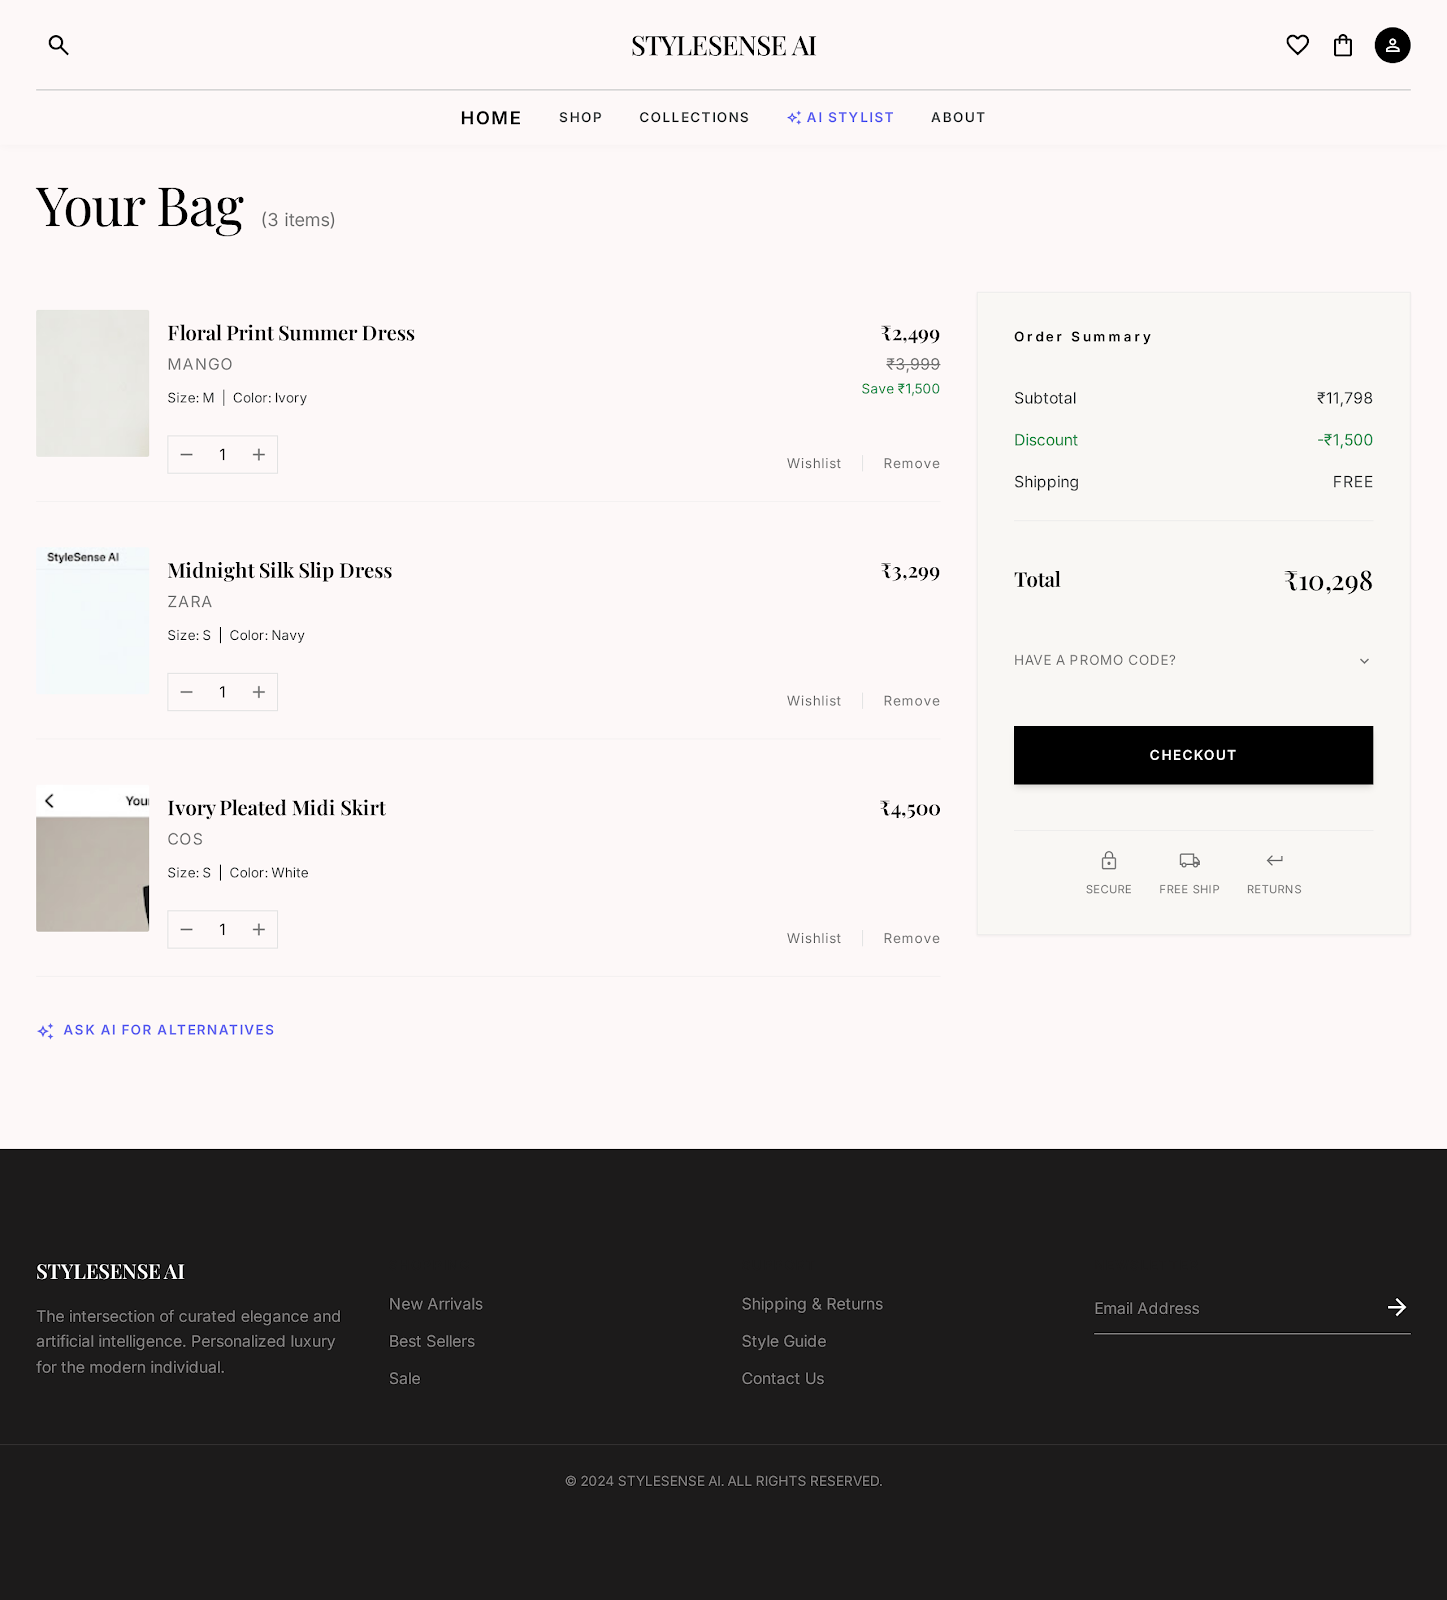 STYLESENSE AI
HOME SHOP COLLECTIONS AI STYLIST ABOUT
Your Bag (3 items)
Floral Print Summer Dress ₹2,499
MANGO ₹3,999
Save ₹1,500
Size: M | Color: Ivory
1
Wishlist Remove
StyleSense AI
Midnight Silk Slip Dress ₹3,299
ZARA
Size: S | Color: Navy
1
Wishlist Remove
Your
Ivory Pleated Midi Skirt ₹4,500
COS
Size: S | Color: White
1
Wishlist Remove
ASK AI FOR ALTERNATIVES
Order Summary
Subtotal ₹11,798
Discount -₹1,500
Shipping FREE
Total ₹10,298
HAVE A PROMO CODE?
CHECKOUT
SECURE FREE SHIP RETURNS
STYLESENSE AI
The intersection of curated elegance and
artificial intelligence. Personalized luxury
for the modern individual.
New Arrivals
Best Sellers
Sale
Shipping & Returns
Style Guide
Contact Us
Email Address
© 2024 STYLESENSE AI. ALL RIGHTS RESERVED.